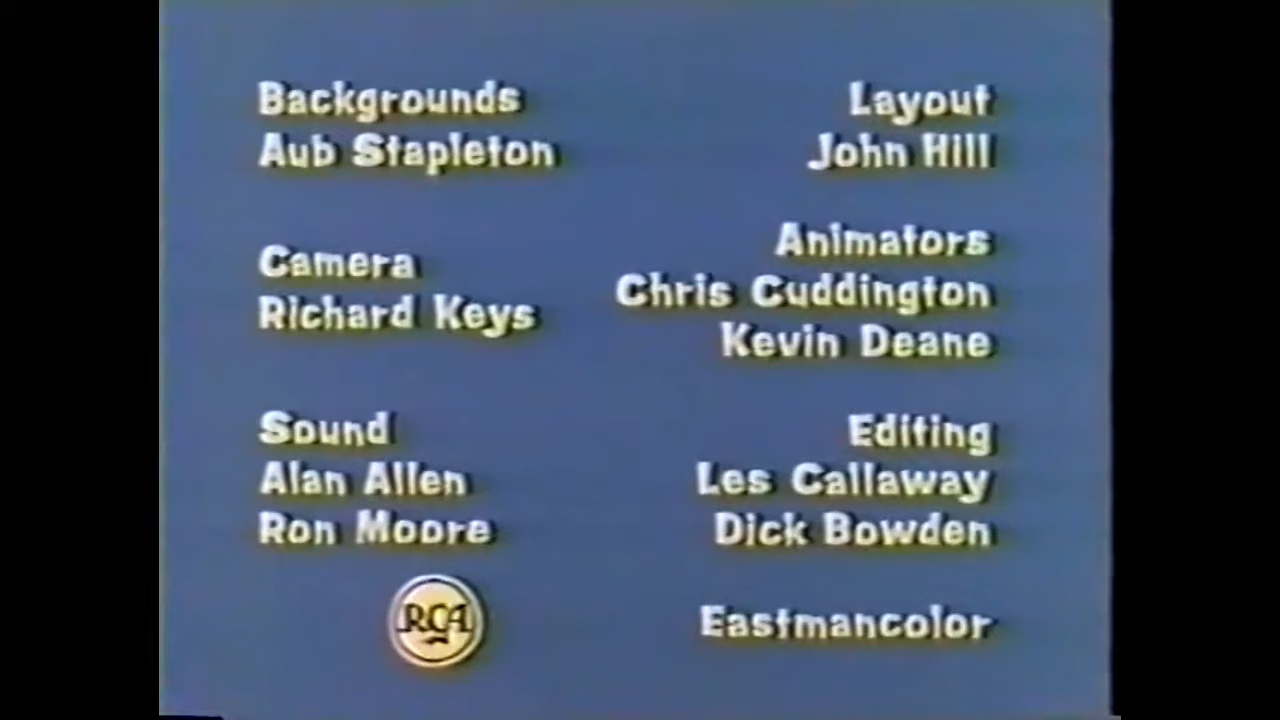 Backgrounds
Aub Stapleton
Layout
John Hill
Camera
Richard Keys
Animators
Chris Cuddington
Kevin Deane
Sound
Alan Allen
Ron Moore
Editing
Les Callaway
Dick Bowden
RCA
Eastmancolor